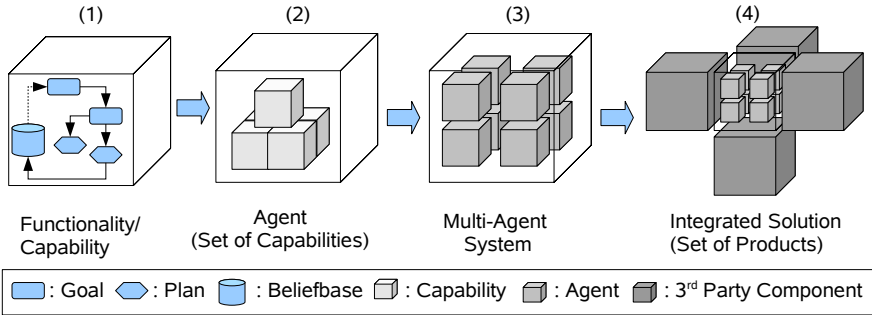 (1) (2) (3) (4)
Functionality/
Capability
Agent
(Set of Capabilities)
Multi-Agent
System
Integrated Solution
(Set of Products)
: Goal : Plan : Beliefbase : Capability : Agent : 3rd Party Component